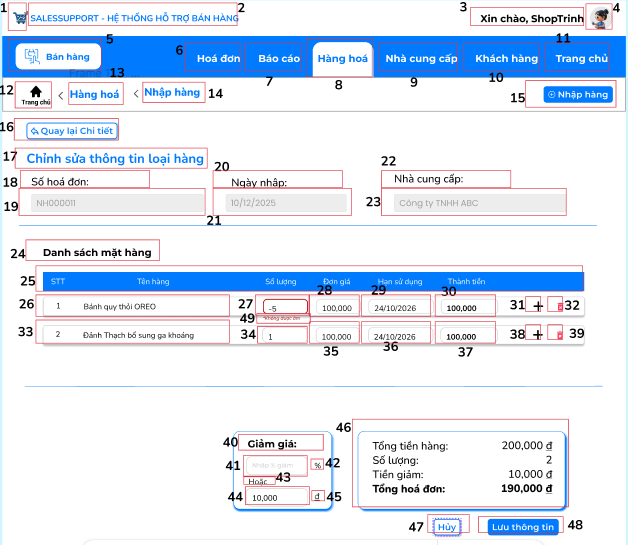 1 SALESSUPPORT - HỆ THỐNG HỖ TRỢ BÁN HÀNG 2 3 Xin chào, ShopTrinh 4
5 Bán hàng 6 Hoá đơn Báo cáo Hàng hoá Nhà cung cấp Khách hàng 11 Trang chủ
7 8 9 10
12 Trang chủ < 13 Hàng hoá < Nhập hàng 14 15 Nhập hàng
16 Quay lại Chi tiết
17 Chỉnh sửa thông tin loại hàng
18 Số hoá đơn: 20 Ngày nhập: 22 Nhà cung cấp:
19 NH000011 21 10/12/2025 23 Công ty TNHH ABC
24 Danh sách mặt hàng
25 STT Tên hàng Số lượng Đơn giá Hạn sử dụng Thành tiền
28 29 30
26 1 Bánh quy thỏi OREO 27 -5 100,000 24/10/2026 100,000 31 + 32
49 *Không được âm
33 2 Đảnh Thạch bổ sung ga khoáng 34 1 100,000 24/10/2026 100,000 38 + 39
35 36 37
40 Giảm giá:
41 Nhập % giảm % 42
43 Hoặc
44 10,000 đ 45
46
Tổng tiền hàng: 200,000 đ
Số lượng: 2
Tiền giảm: 10,000 đ
Tổng hoá đơn: 190,000 đ
47 Hủy Lưu thông tin 48